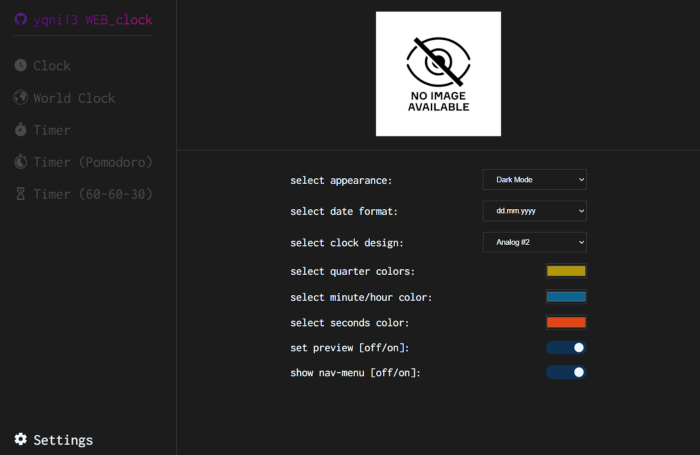 yqni13 WEB_clock
Clock
World Clock
Timer
Timer (Pomodoro)
Timer (60-60-30)
Settings
NO IMAGE
AVAILABLE
select appearance: Dark Mode
select date format: dd.mm.yyyy
select clock design: Analog #2
select quarter colors:
select minute/hour color:
select seconds color:
set preview [off/on]:
show nav-menu [off/on]: